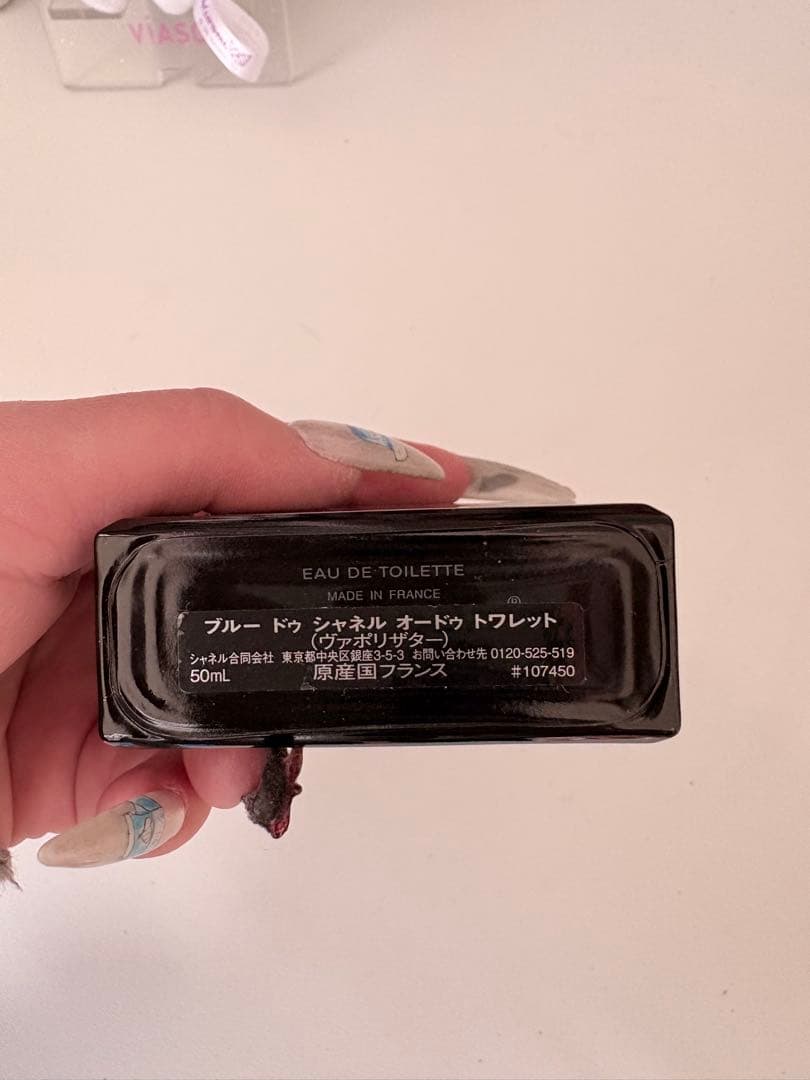 VIASO
EAU DE TOILETTE
MADE IN FRANCE
®
ブルー ドゥ シャネル オードゥ トワレット
(ヴァポリザター)
シャネル合同会社 東京都中央区銀座3-5-3 お問い合わせ先 0120-525-519
50mL 原産国フランス #107450